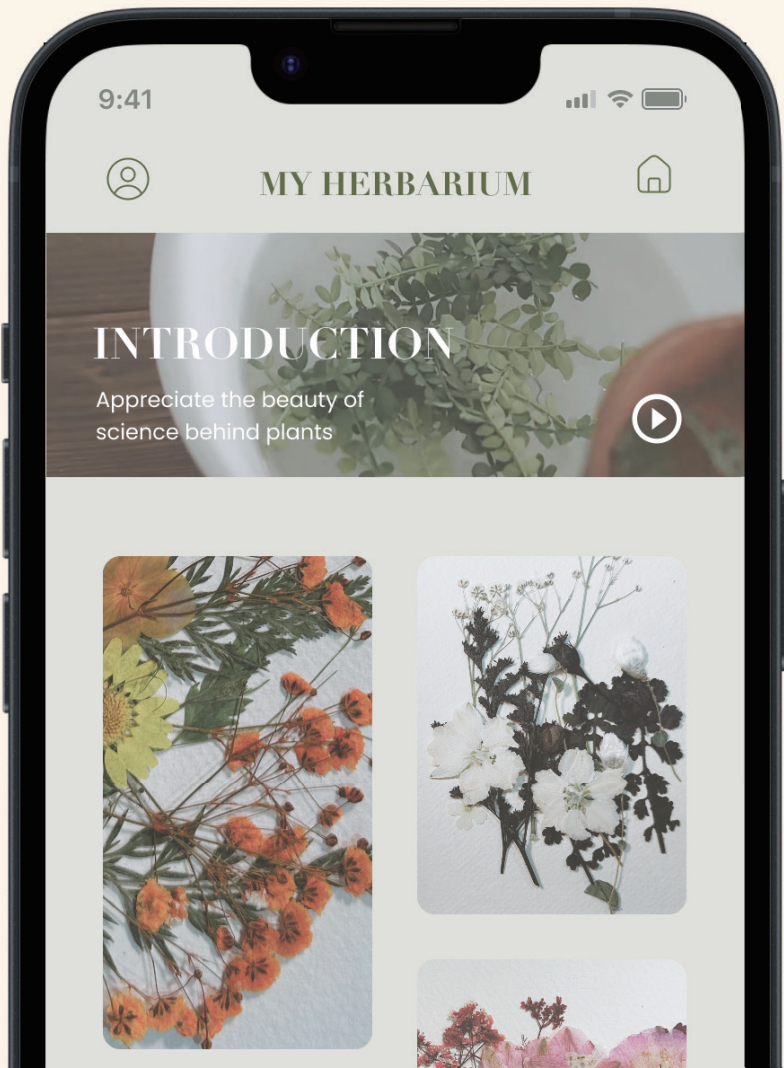 9:41
MY HERBARIUM
INTRODUCTION
Appreciate the beauty of
science behind plants